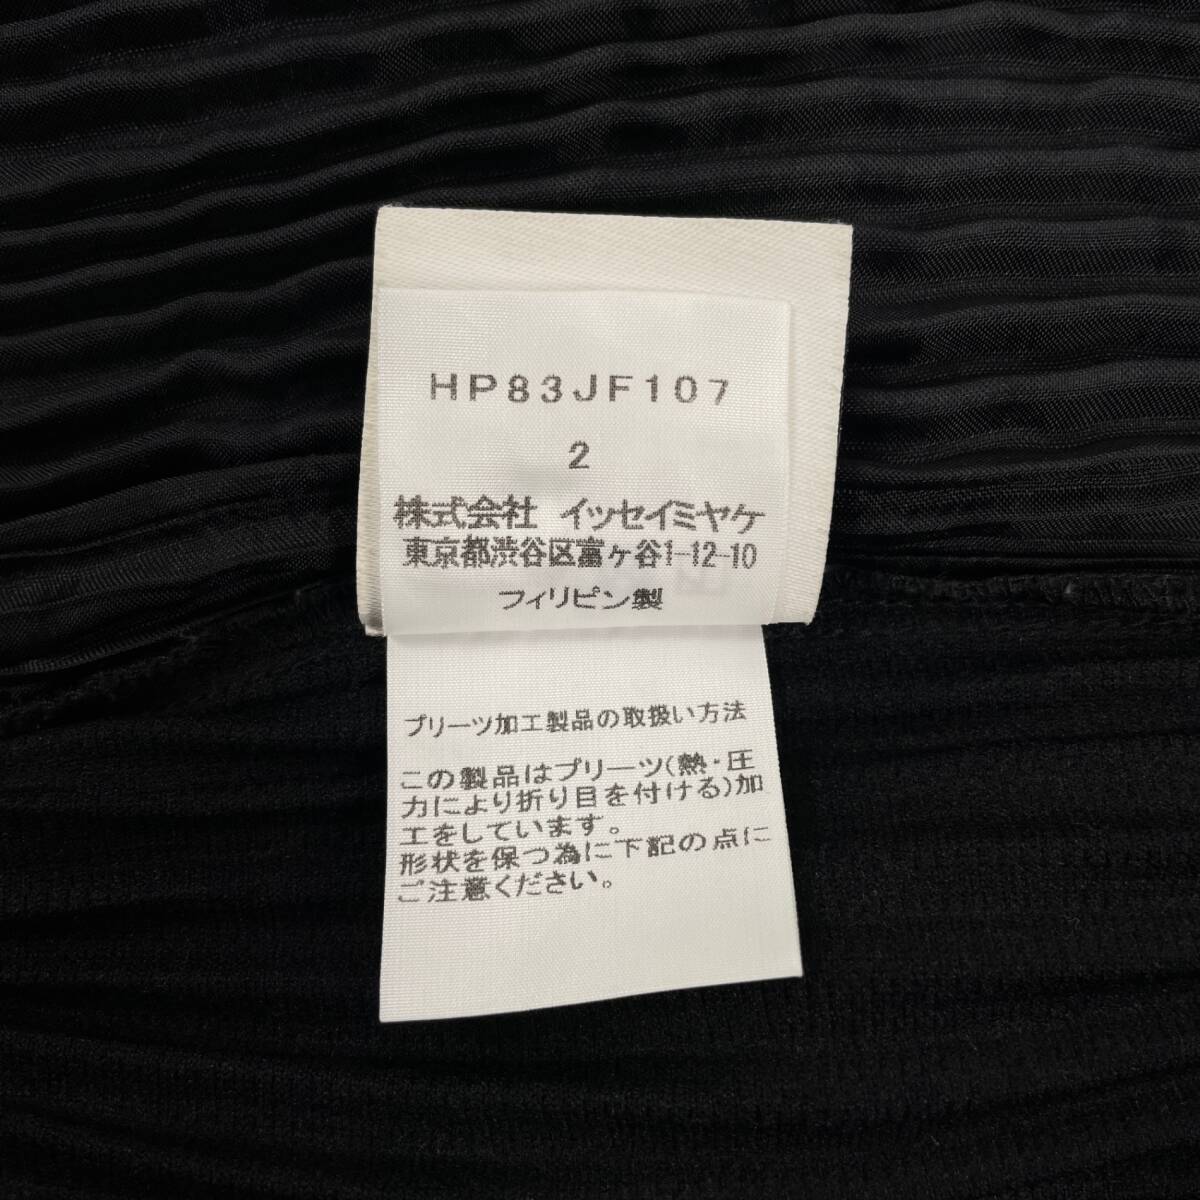 HP83JF107
2
株式会社 イッセイミヤケ
東京都渋谷区富ヶ谷1-12-10
フィリピン製
プリーツ加工製品の取扱い方法
この製品はプリーツ(熱・圧
力により折り目を付ける)加
工をしています。
形状を保つ為に下記の点に
ご注意ください。